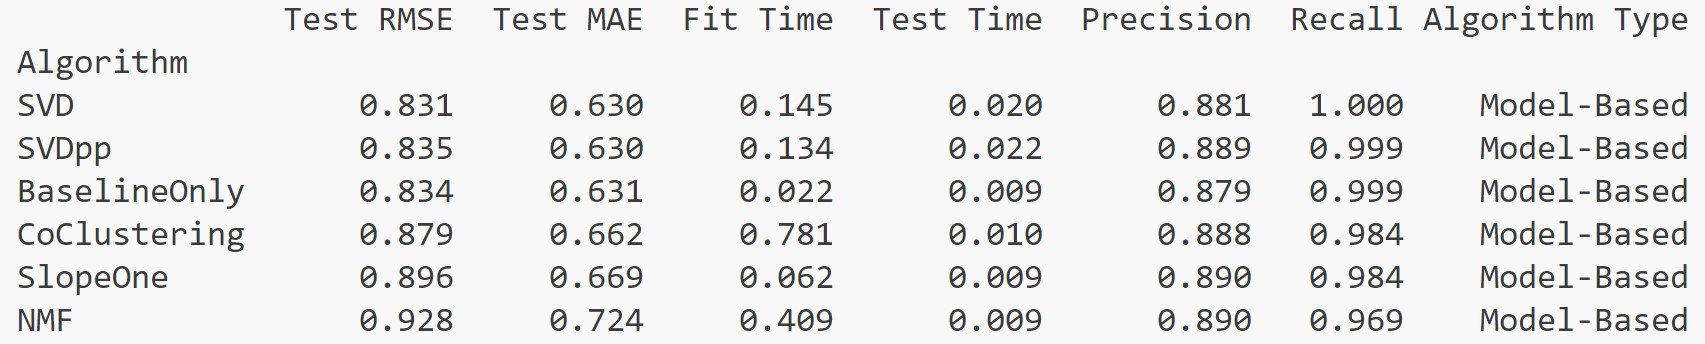 Test RMSE Test MAE Fit Time Test Time Precision Recall Algorithm Type
Algorithm
SVD 0.831 0.630 0.145 0.020 0.881 1.000 Model-Based
SVDpp 0.835 0.630 0.134 0.022 0.889 0.999 Model-Based
BaselineOnly 0.834 0.631 0.022 0.009 0.879 0.999 Model-Based
CoClustering 0.879 0.662 0.781 0.010 0.888 0.984 Model-Based
SlopeOne 0.896 0.669 0.062 0.009 0.890 0.984 Model-Based
NMF 0.928 0.724 0.409 0.009 0.890 0.969 Model-Based